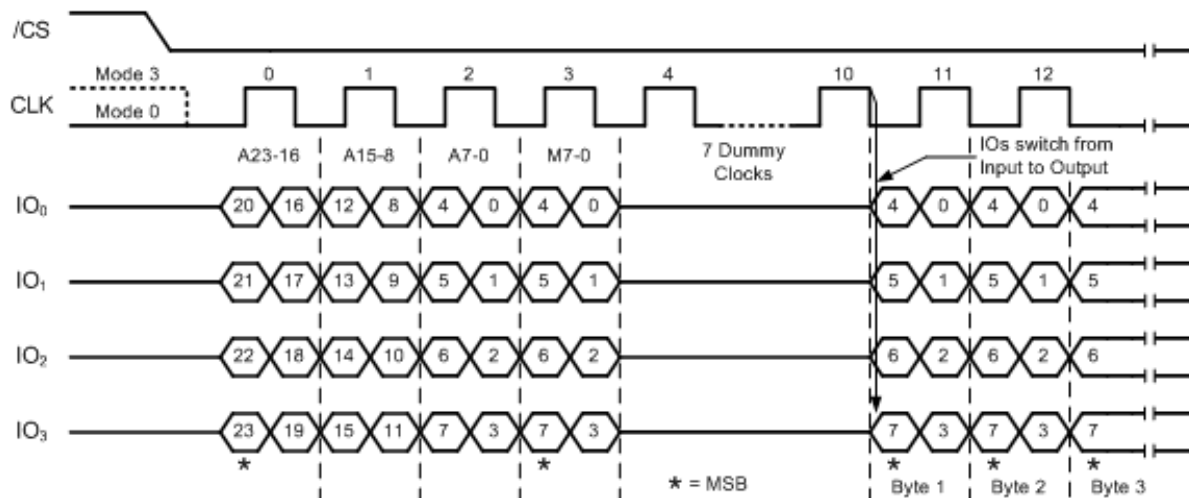 /CS
Mode 3 0 1 2 3 4 10 11 12
CLK
Mode 0
A23-16 A15-8 A7-0 M7-0 7 Dummy
Clocks
IOs switch from
Input to Output
IO₀ 20 16 12 8 4 0 4 0 4 0 4 0 4
IO₁ 21 17 13 9 5 1 5 1 5 1 5 1 5
IO₂ 22 18 14 10 6 2 6 2 6 2 6 2 6
IO₃ 23 19 15 11 7 3 7 3 7 3 7 3 7
* * * * *
* = MSB
Byte 1 Byte 2 Byte 3